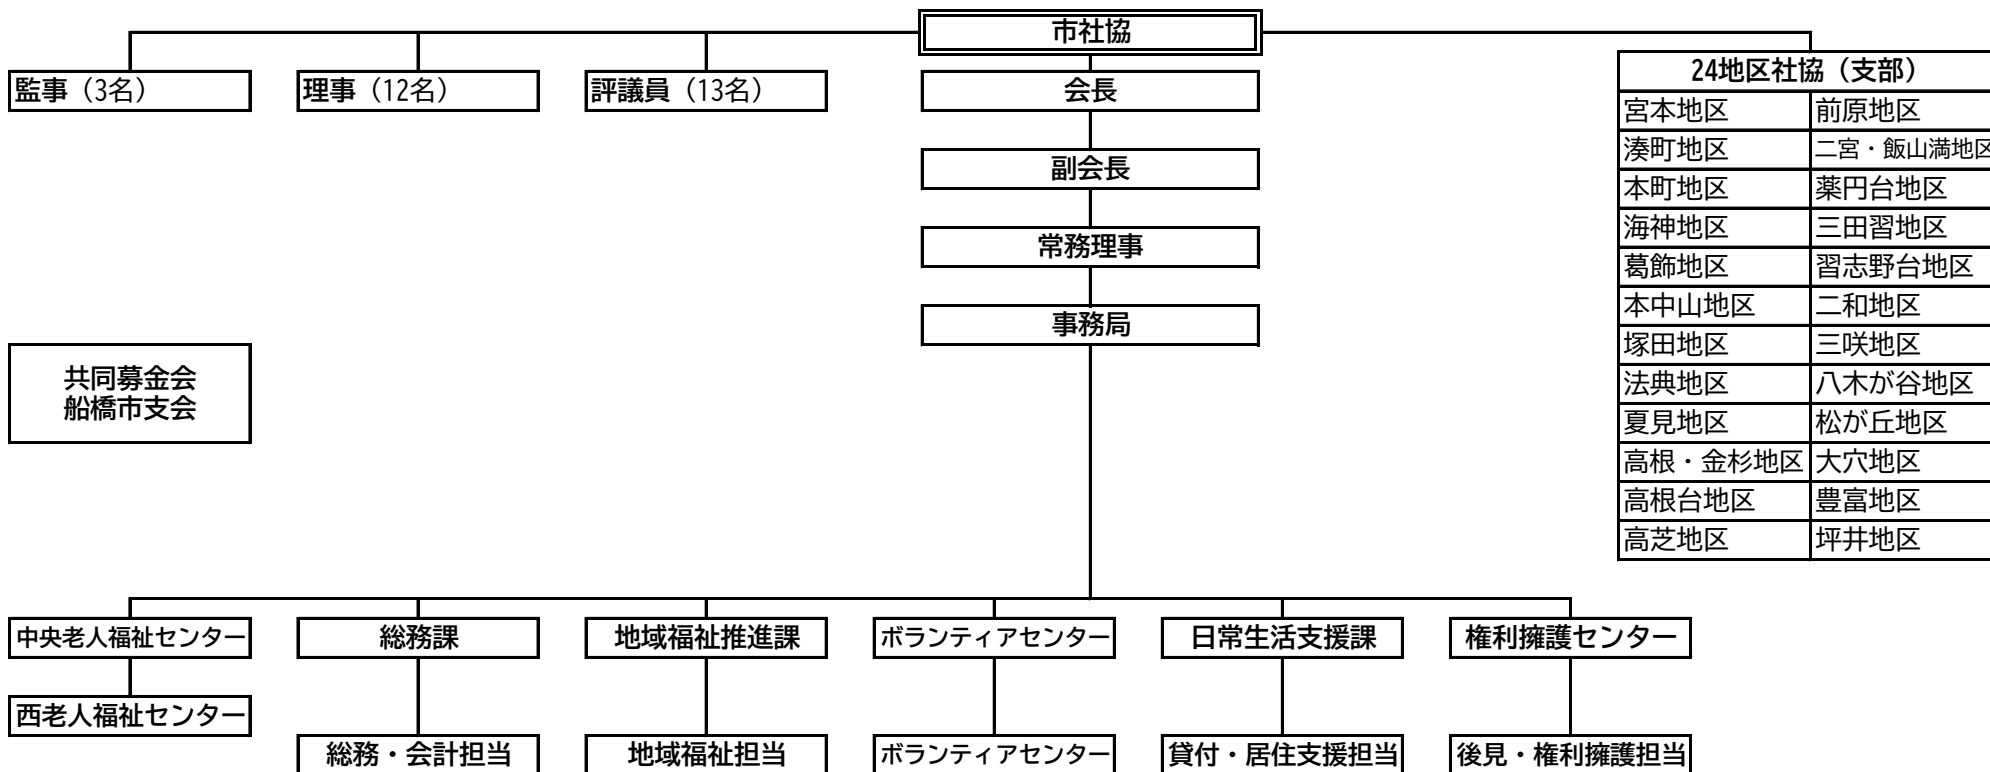 市社協
監事（3名）
理事（12名）
評議員（13名）
会長
副会長
常務理事
事務局
共同募金会
船橋市支会
24地区社協（支部）
宮本地区 前原地区
湊町地区 二宮・飯山満地区
本町地区 薬円台地区
海神地区 三田習地区
葛飾地区 習志野台地区
本中山地区 二和地区
塚田地区 三咲地区
法典地区 八木が谷地区
夏見地区 松が丘地区
高根・金杉地区 大穴地区
高根台地区 豊富地区
高芝地区 坪井地区
中央老人福祉センター
総務課
地域福祉推進課
ボランティアセンター
日常生活支援課
権利擁護センター
西老人福祉センター
総務・会計担当
地域福祉担当
ボランティアセンター
貸付・居住支援担当
後見・権利擁護担当